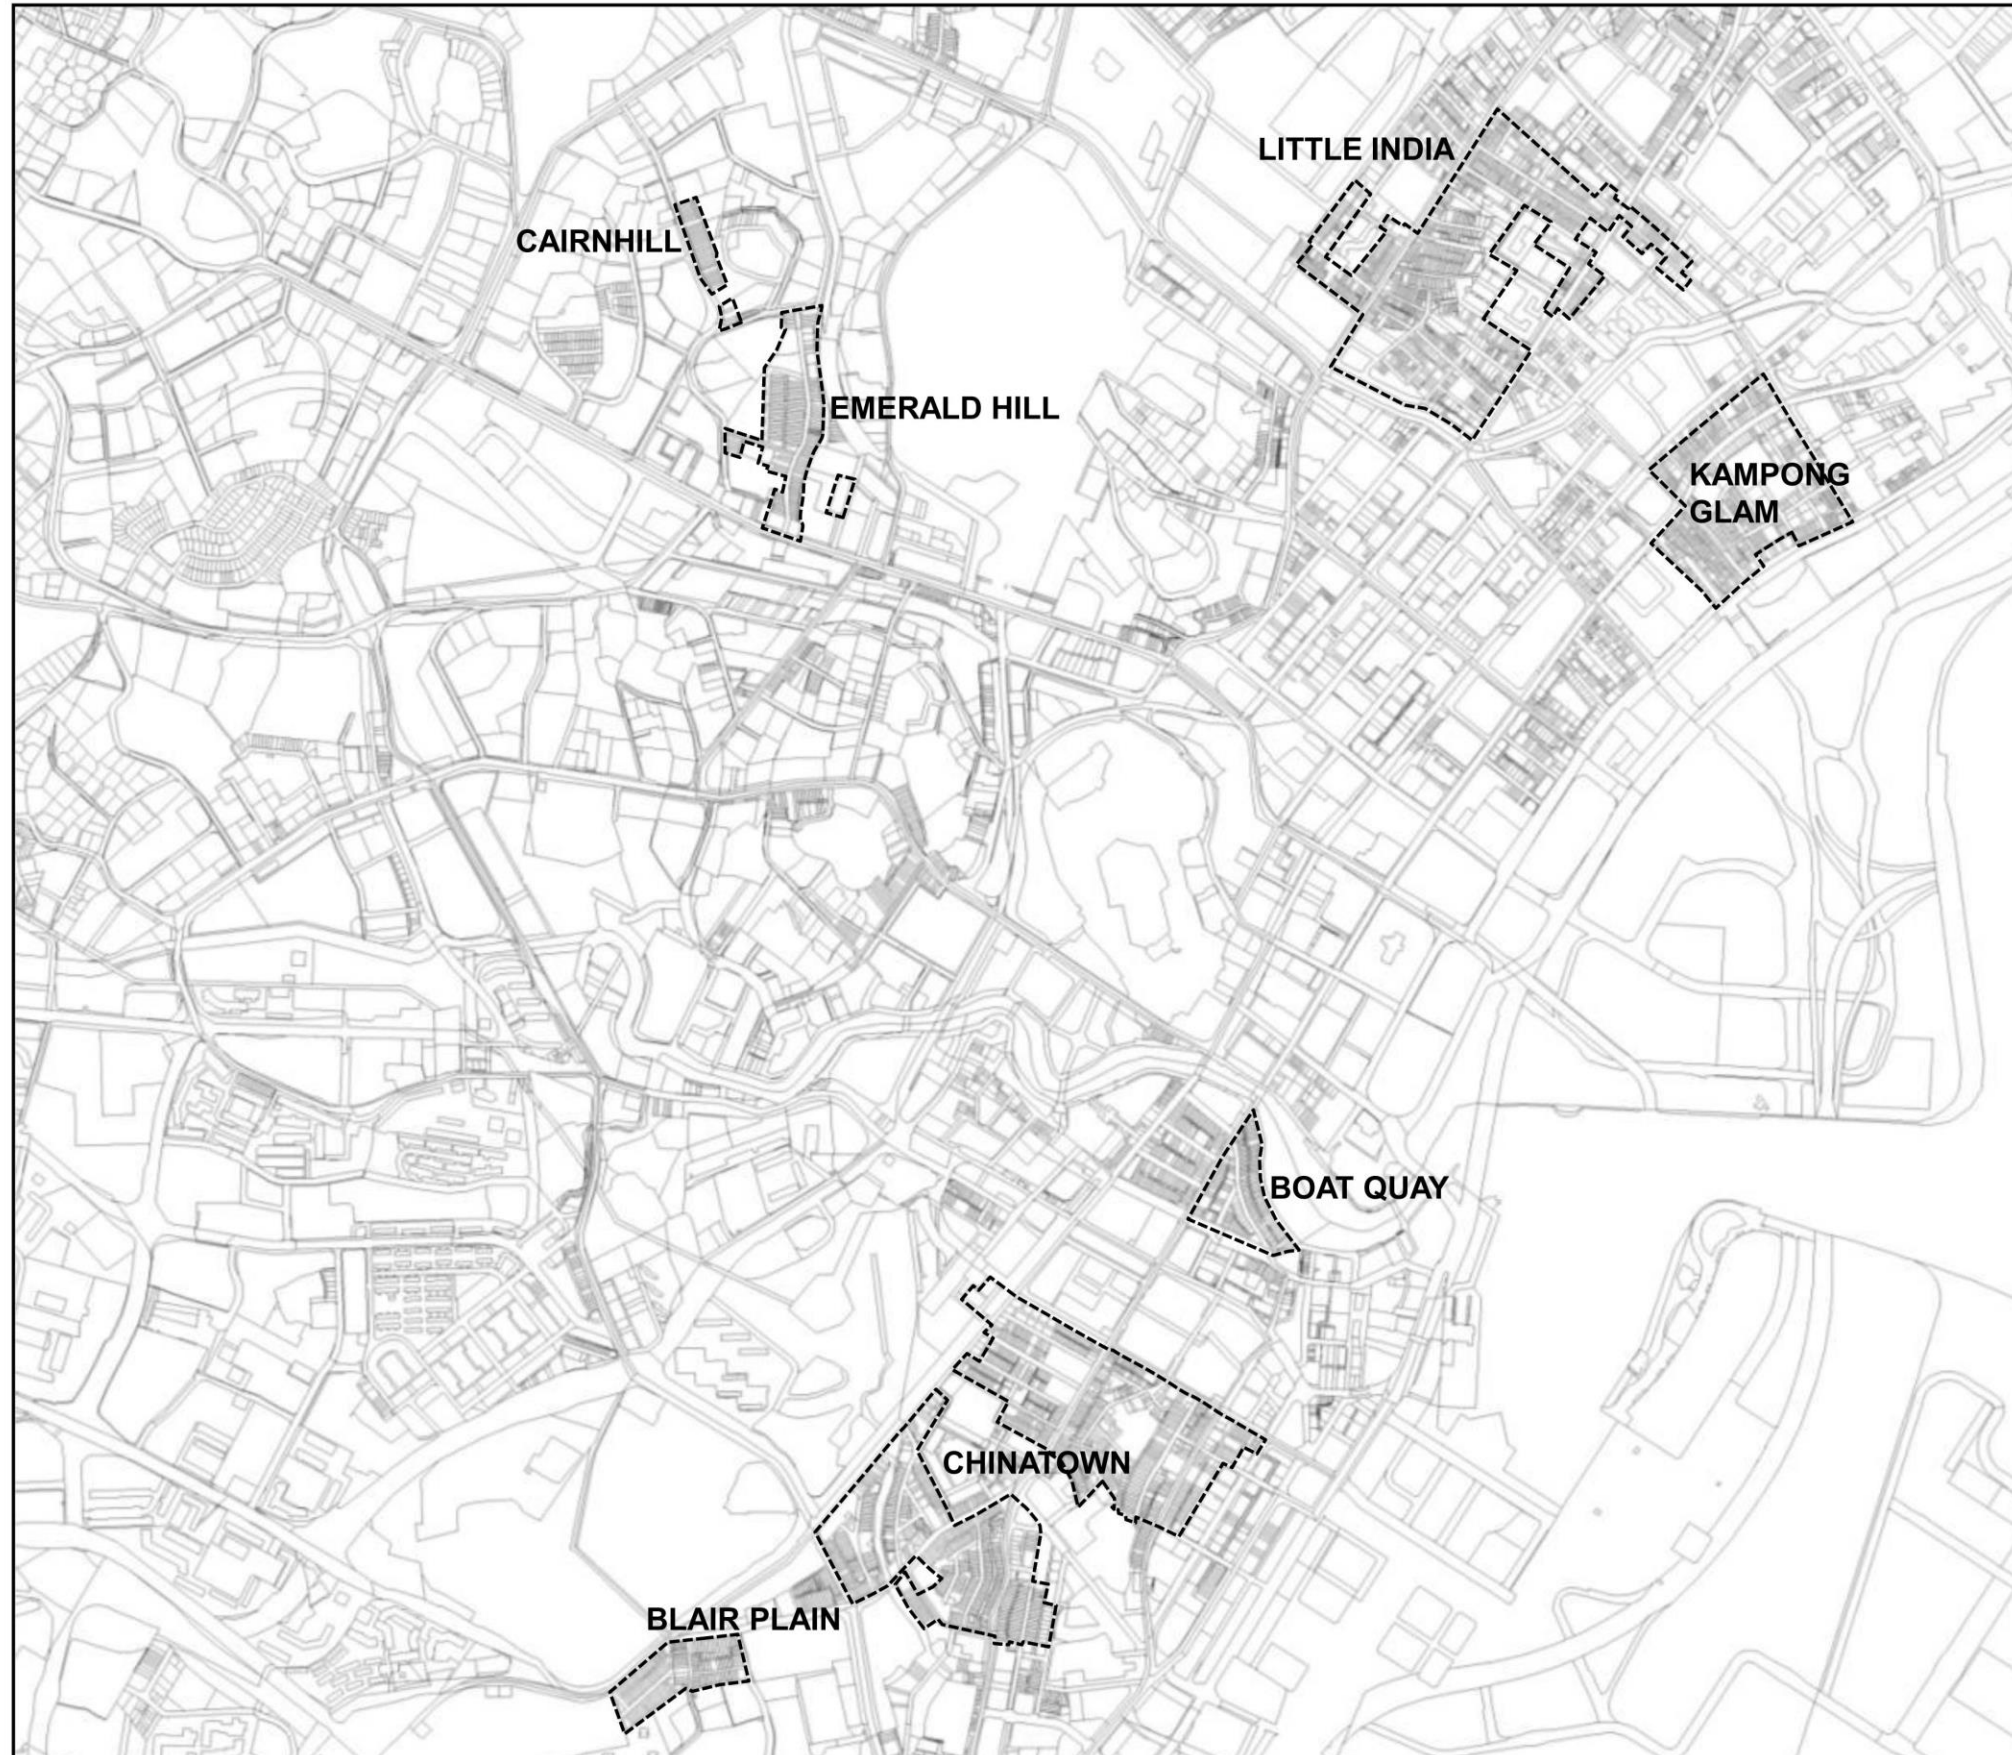 LITTLE INDIA
CAIRNHILL
EMERALD HILL
KAMPONG
GLAM
BOAT QUAY
CHINATOWN
BLAIR PLAIN